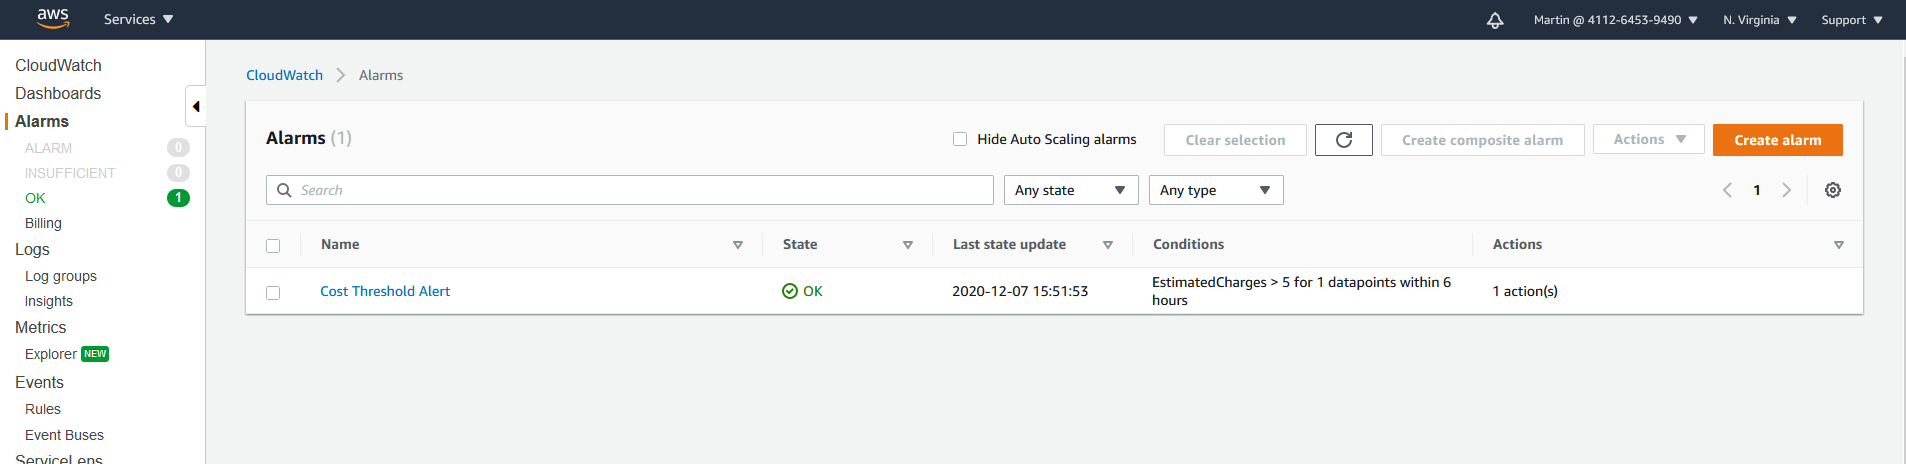 aws
Services
Martin @ 4112-6453-9490
N. Virginia
Support
CloudWatch
Dashboards
Alarms
ALARM 0
INSUFFICIENT 0
OK 1
Billing
Logs
Log groups
Insights
Metrics
Explorer NEW
Events
Rules
Event Buses
ServiceLens
CloudWatch
Alarms
Alarms (1)
Hide Auto Scaling alarms
Clear selection
Create composite alarm
Actions
Create alarm
Search
Any state
Any type
1
Name
State
Last state update
Conditions
Actions
Cost Threshold Alert
OK
2020-12-07 15:51:53
EstimatedCharges > 5 for 1 datapoints within 6
hours
1 action(s)